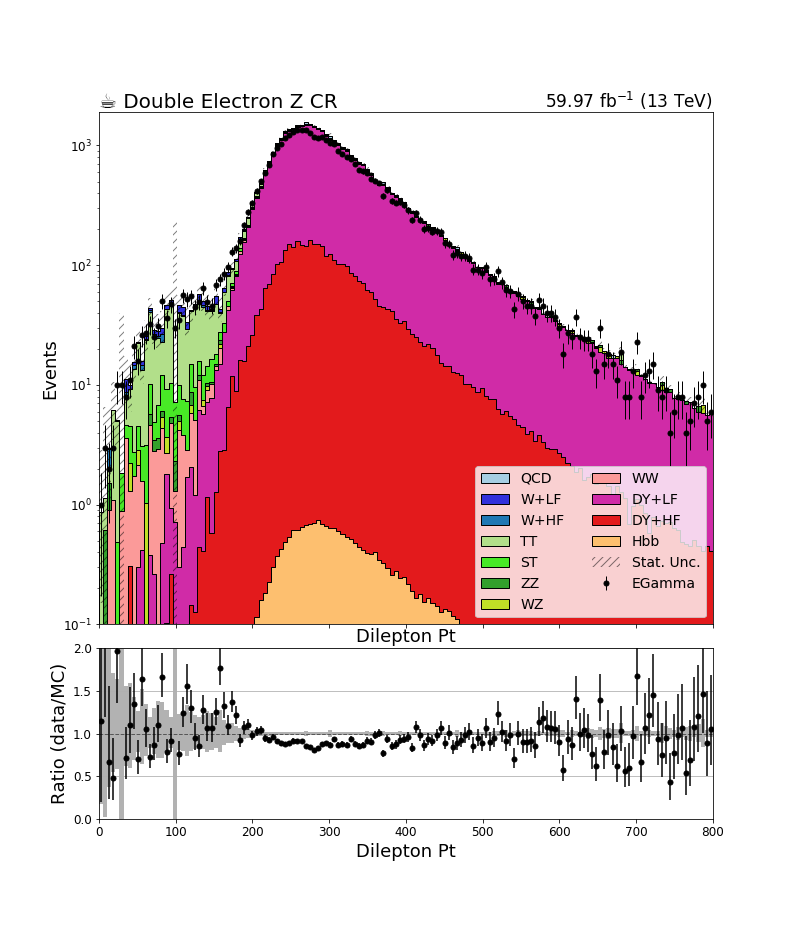 ☕ Double Electron Z CR
59.97 fb⁻¹ (13 TeV)
Events
10³
10²
10¹
10⁰
10⁻¹
QCD
W+LF
W+HF
TT
ST
ZZ
WZ
WW
DY+LF
DY+HF
Hbb
Stat. Unc.
EGamma
Dilepton Pt
Ratio (data/MC)
2.0
1.5
1.0
0.5
0.0
0 100 200 300 400 500 600 700 800
Dilepton Pt